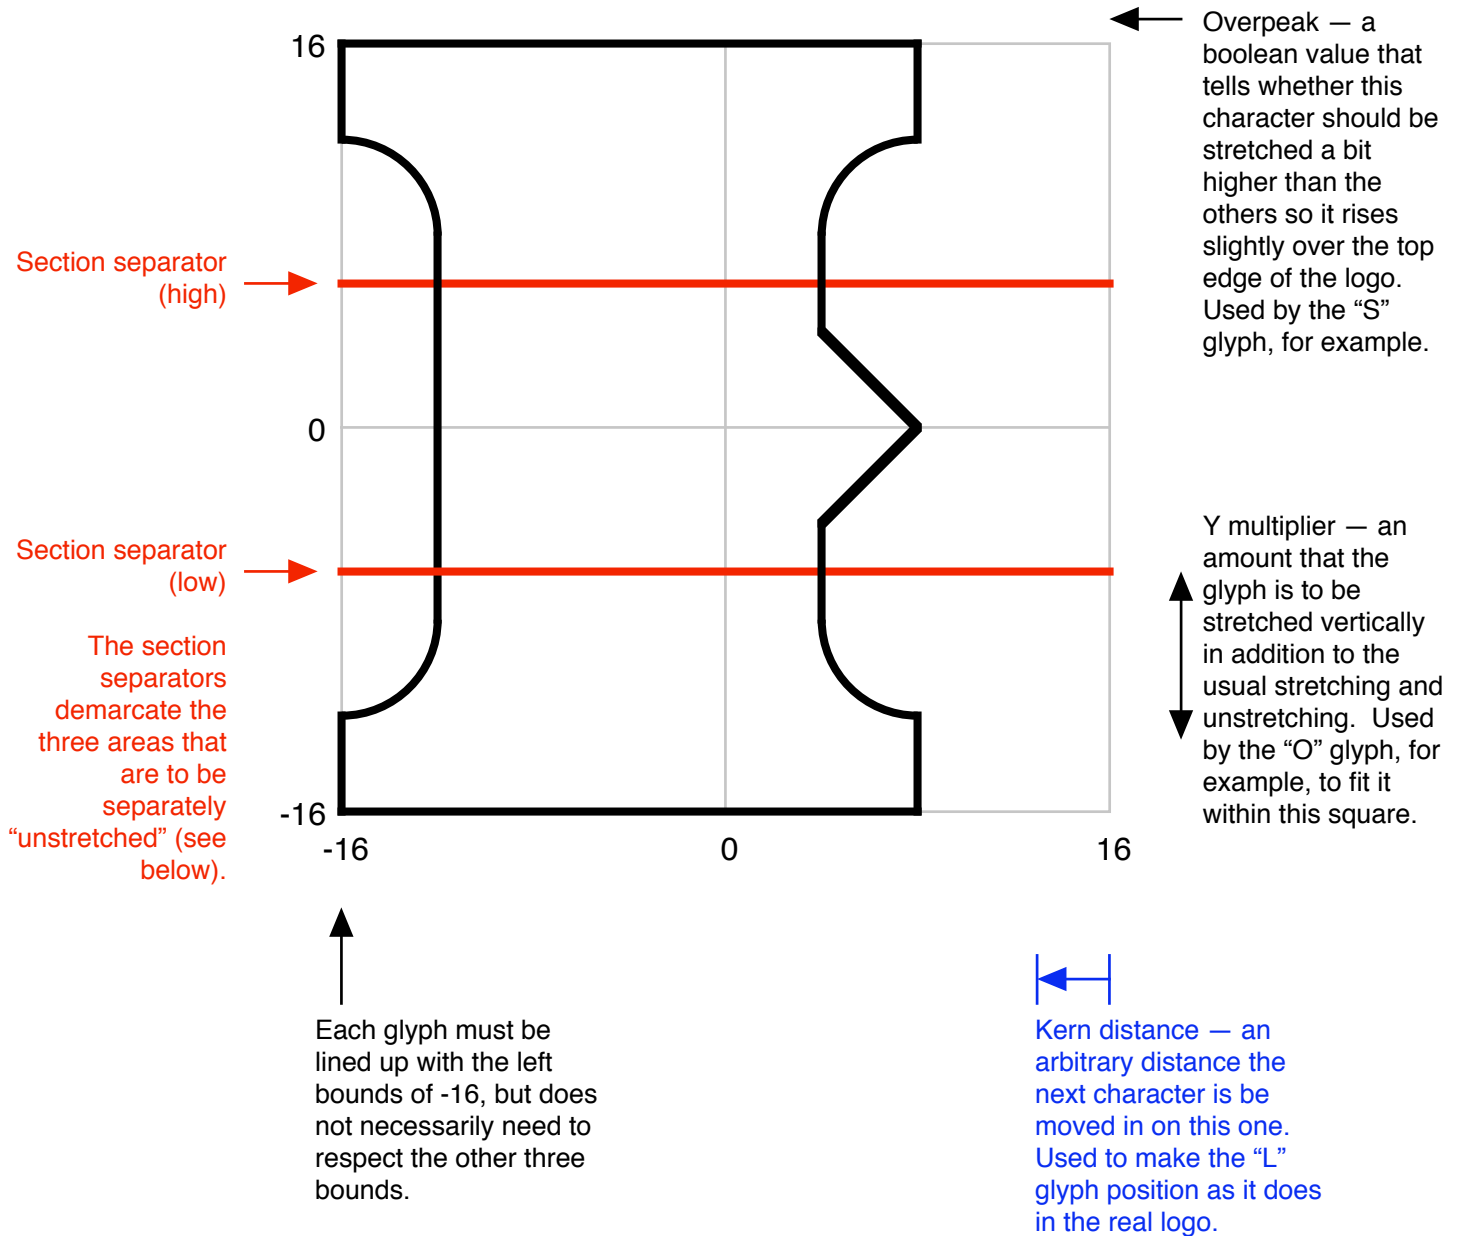 Overpeak — a
boolean value that
tells whether this
character should be
stretched a bit
higher than the
others so it rises
slightly over the top
edge of the logo.
Used by the “S”
glyph, for example.
16
Section separator
(high)
0
Section separator
(low)
The section
separators
demarcate the
three areas that
are to be
separately
“unstretched” (see
below).
Y multiplier — an
amount that the
glyph is to be
stretched vertically
in addition to the
usual stretching and
unstretching.  Used
by the “O” glyph, for
example, to fit it
within this square.
-16
-16
0
16
Each glyph must be
lined up with the left
bounds of -16, but does
not necessarily need to
respect the other three
bounds.
Kern distance — an
arbitrary distance the
next character is be
moved in on this one.
Used to make the “L”
glyph position as it does
in the real logo.